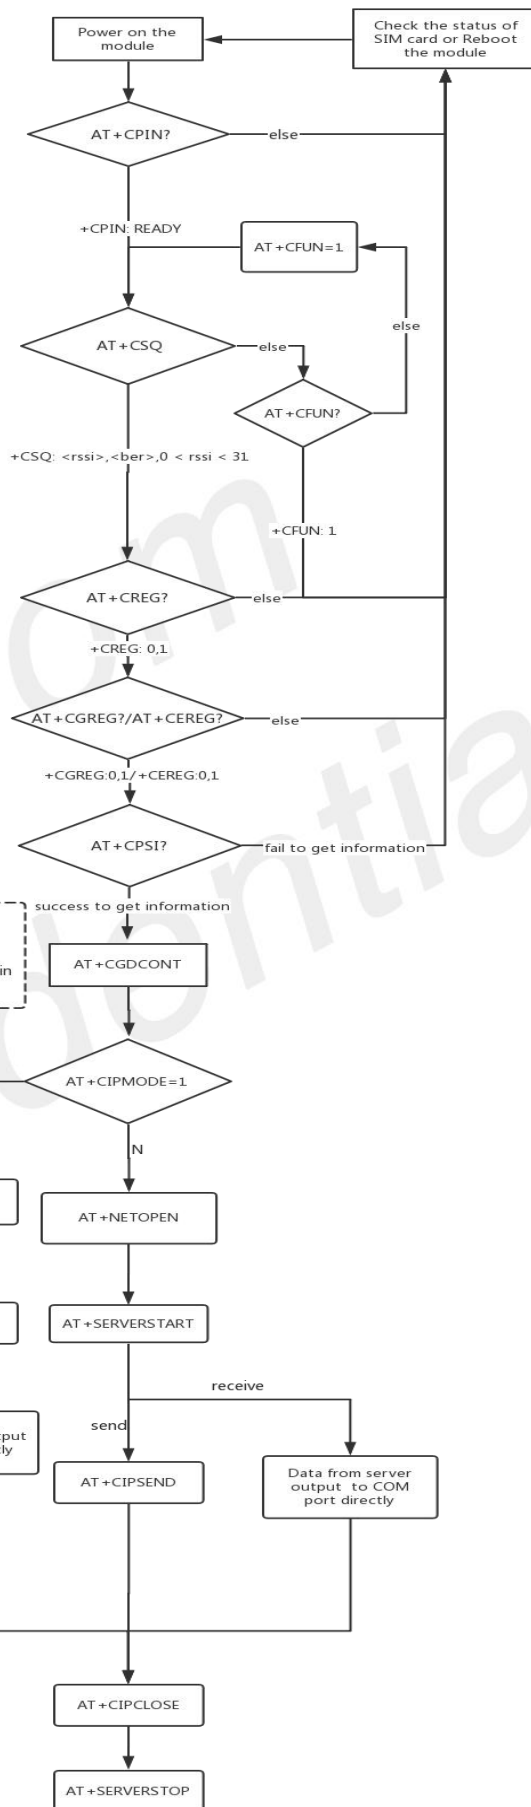 Power on the
module
Check the status of
SIM card or Reboot
the module
AT+CPIN?
else
+CPIN: READY
AT+CFUN=1
else
AT+CSQ
else
AT+CFUN?
+CSQ: <rssi>,<ber>,0 < rssi < 31
+CFUN: 1
AT+CREG?
else
+CREG: 0,1
AT+CGREG?/AT+CEREG?
else
+CGREG:0,1/+CEREG:0,1
AT+CPSI?
fail to get information
success to get information
AT+CGDCONT
in
AT+CIPMODE=1
N
AT+NETOPEN
AT+SERVERSTART
receive
send
put
ly
AT+CIPSEND
Data from server
output to COM
port directly
AT+CIPCLOSE
AT+SERVERSTOP